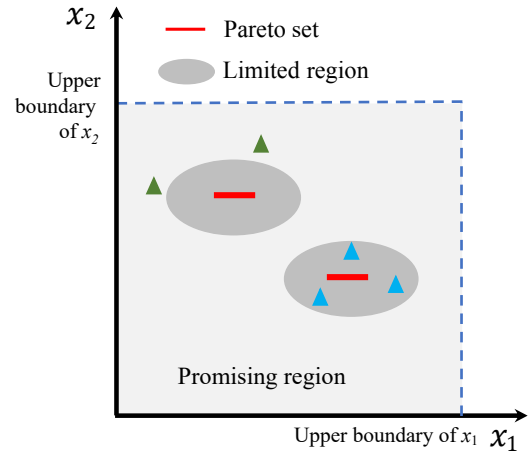 x2
Pareto set
Limited region
Upper
boundary
of x2
Promising region
Upper boundary of x1
x1